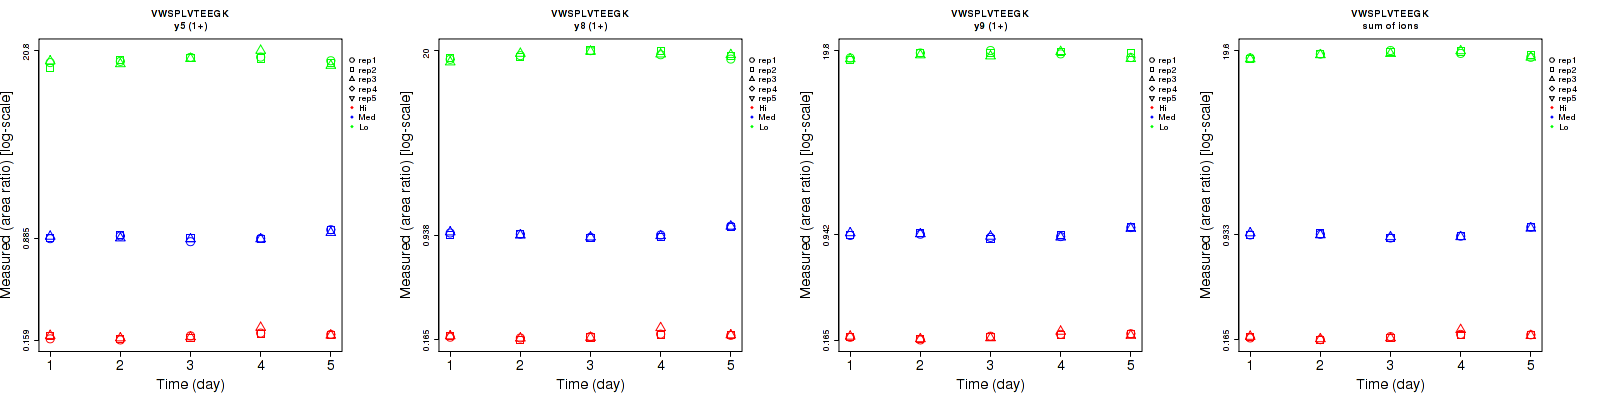 VWSPLVTEEGK
y5 (1+)
Measured (area ratio) [log-scale]
20.8
0.885
0.159
1 2 3 4 5
Time (day)
rep1
rep2
rep3
rep4
rep5
Hi
Med
Lo
VWSPLVTEEGK
y8 (1+)
Measured (area ratio) [log-scale]
20
0.938
0.165
1 2 3 4 5
Time (day)
rep1
rep2
rep3
rep4
rep5
Hi
Med
Lo
VWSPLVTEEGK
y9 (1+)
Measured (area ratio) [log-scale]
19.8
0.942
0.165
1 2 3 4 5
Time (day)
rep1
rep2
rep3
rep4
rep5
Hi
Med
Lo
VWSPLVTEEGK
sum of ions
Measured (area ratio) [log-scale]
19.8
0.933
0.165
1 2 3 4 5
Time (day)
rep1
rep2
rep3
rep4
rep5
Hi
Med
Lo